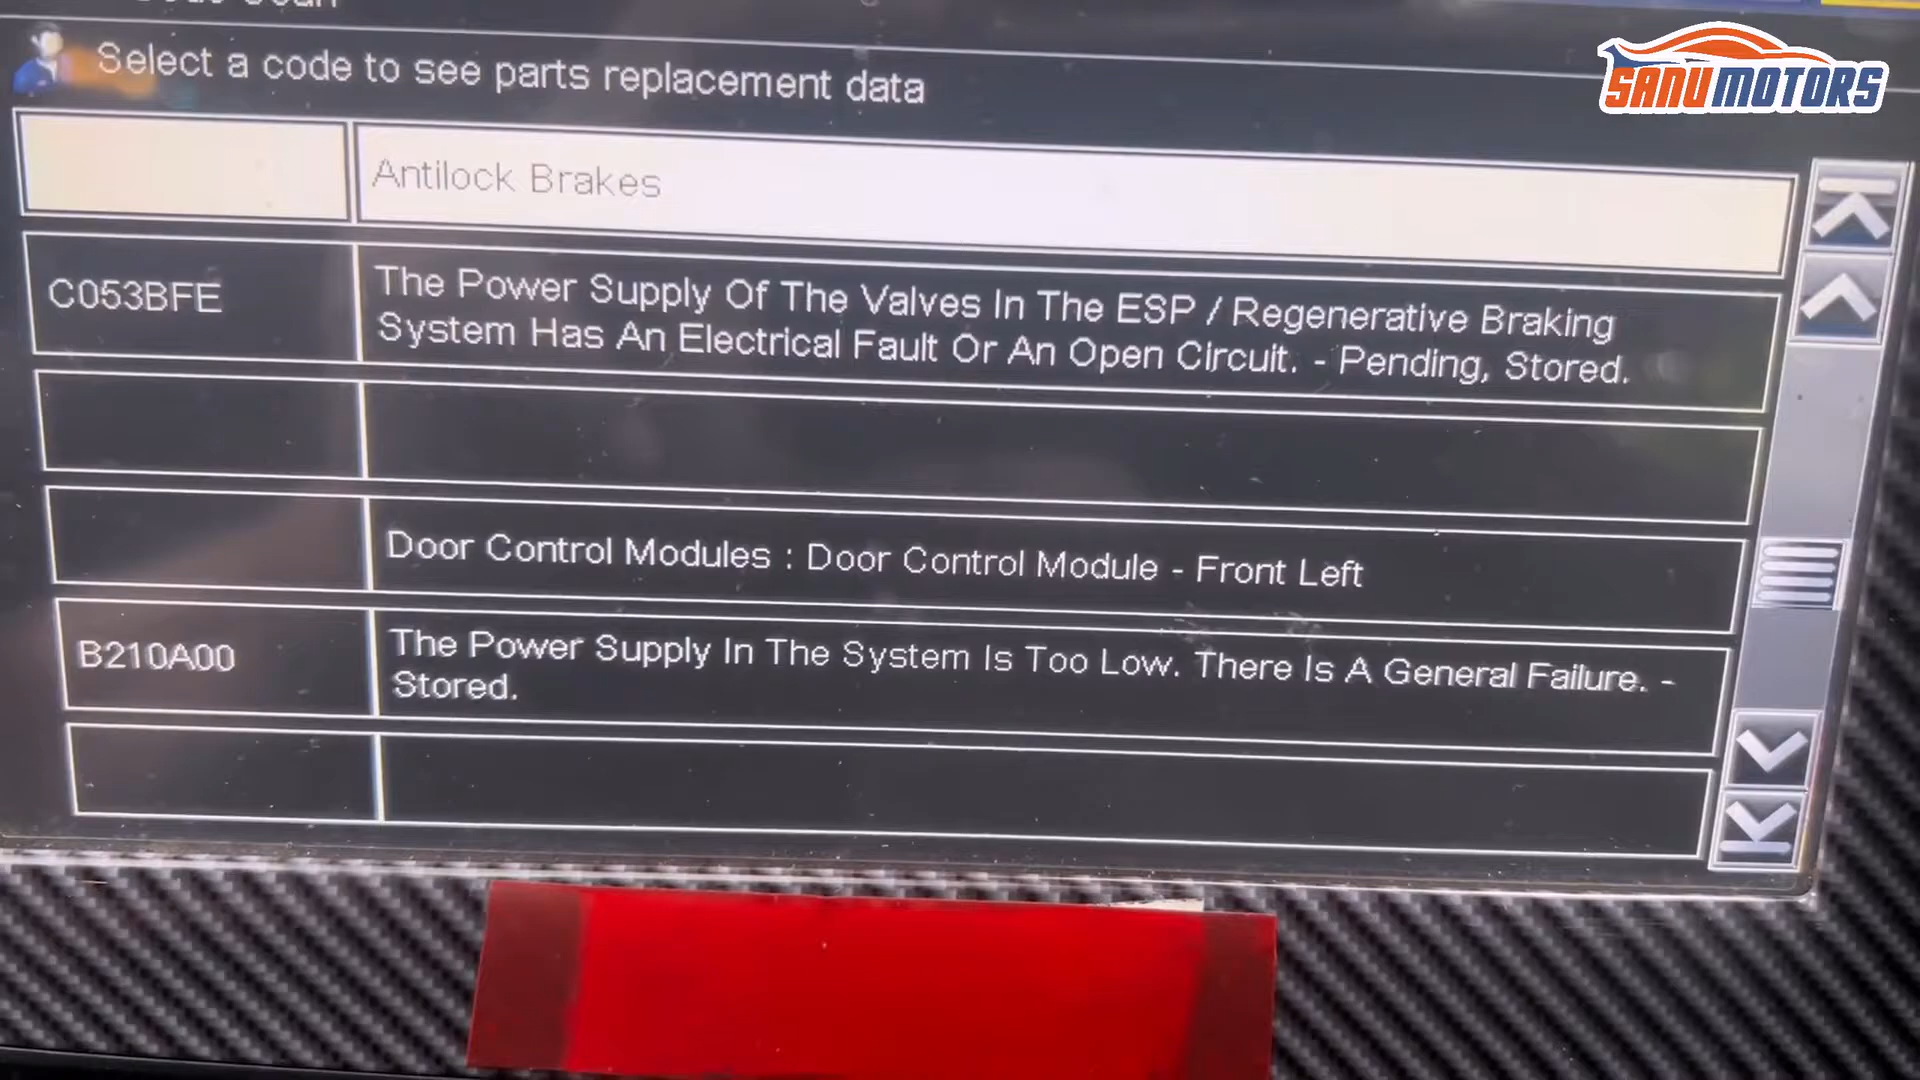 Select a code to see parts replacement data
SANU MOTORS
Antilock Brakes
C053BFE
The Power Supply Of The Valves In The ESP / Regenerative Braking
System Has An Electrical Fault Or An Open Circuit. - Pending, Stored.
Door Control Modules : Door Control Module - Front Left
B210A00
The Power Supply In The System Is Too Low. There Is A General Failure. -
Stored.